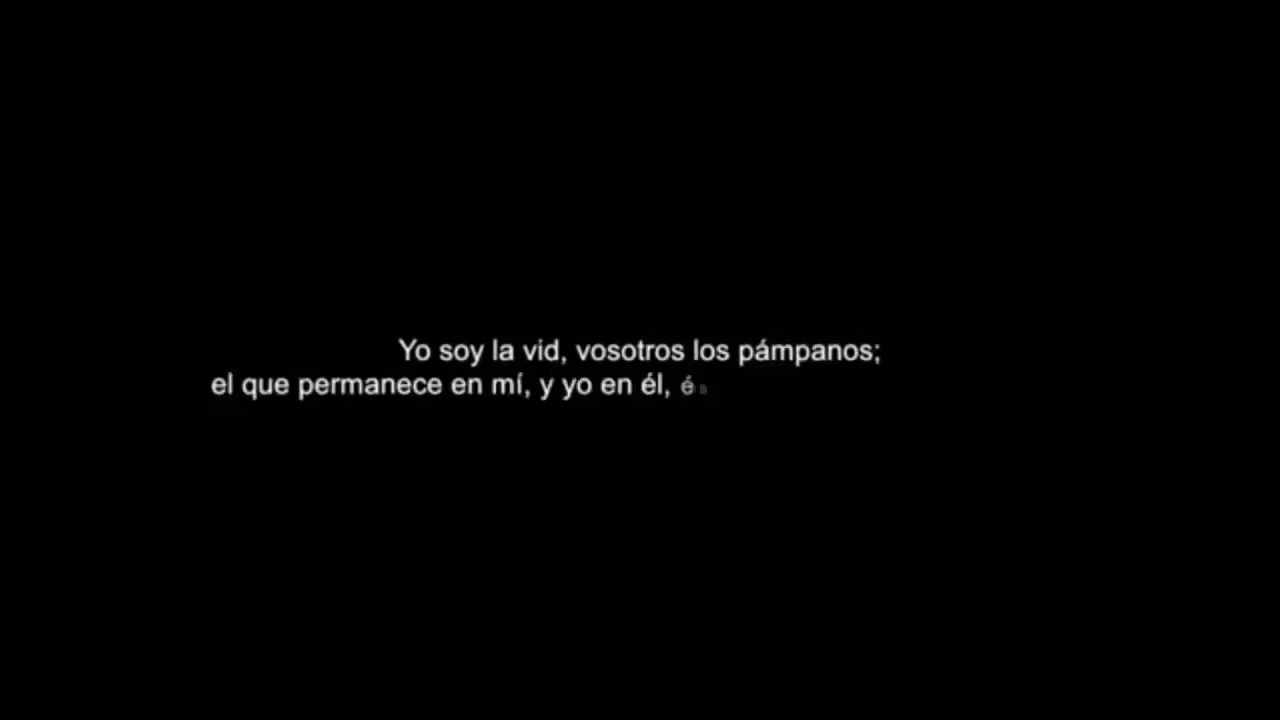 Yo soy la vid, vosotros los pámpanos;
el que permanece en mí, y yo en él,